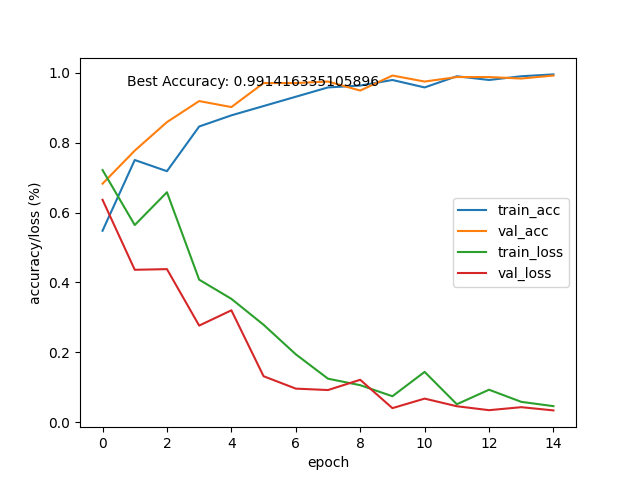 Best Accuracy: 0.991416335105896
1.0
0.8
0.6
0.4
0.2
0.0
accuracy/loss (%)
train_acc
val_acc
train_loss
val_loss
0 2 4 6 8 10 12 14
epoch